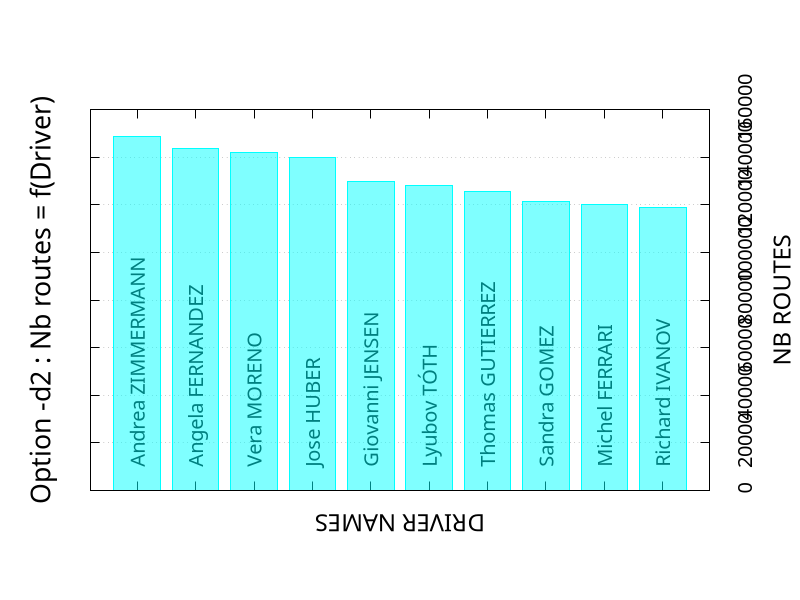 Option -d2 : Nb routes = f(Driver)
Andrea ZIMMERMANN
Angela FERNANDEZ
Vera MORENO
Jose HUBER
Giovanni JENSEN
Lyubov TÓTH
Thomas GUTIERREZ
Sandra GOMEZ
Michel FERRARI
Richard IVANOV
DRIVER NAMES
0
20000
40000
60000
80000
100000
120000
140000
160000
NB ROUTES